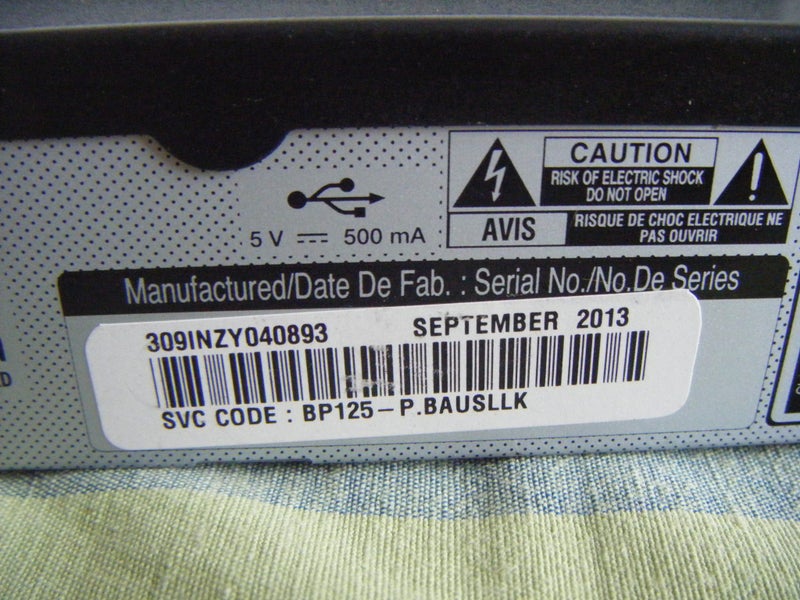 5 V ⎓ 500 mA
CAUTION
RISK OF ELECTRIC SHOCK
DO NOT OPEN
AVIS
RISQUE DE CHOC ELECTRIQUE NE
PAS OUVRIR
Manufactured/Date De Fab. : Serial No./No.De Series
309INZY040893 SEPTEMBER 2013
SVC CODE : BP125-P.BAUSLLK